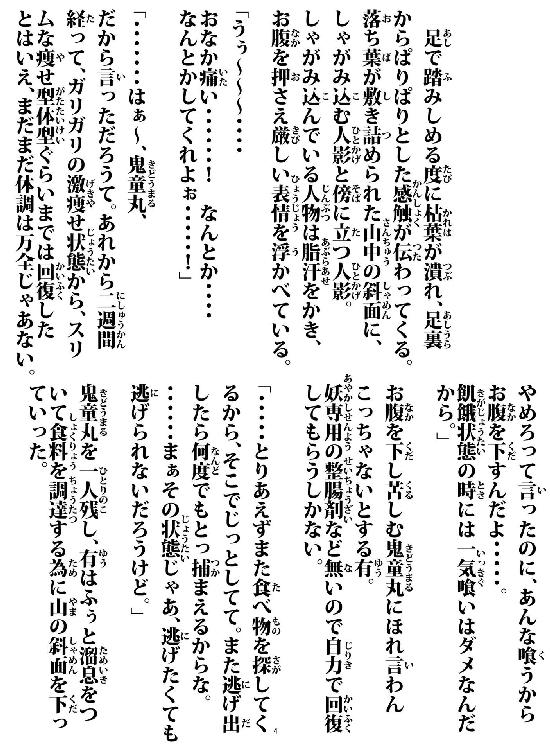 足で踏みしめる度に枯葉が潰れ、足裏
からぱりぱりとした感触が伝わってくる。
落ち葉が敷き詰められた山中の斜面に、
しゃがみ込む人影と傍に立つ人影。
しゃがみ込んでいる人物は脂汗をかき、
お腹を押さえ厳しい表情を浮かべている。
「うぅ〜〜〜‥‥
おなか痛い‥‥‥！　なんとか‥‥
なんとかしてくれよぉ‥‥‥！」
「‥‥‥はぁ〜、鬼童丸、
だから言っただろうて。あれから二週間
経って、ガリガリの激痩せ状態から、スリ
ムな痩せ型体型ぐらいまでは回復した
とはいえ、まだまだ体調は万全じゃあない。
やめろって言ったのに、あんな喰うから
お腹を下すんだよ‥‥‥。
飢餓状態の時には一気喰いはダメなんだ
から。」
お腹を下し苦しむ鬼童丸にほれ言わん
こっちゃないとする有。
妖専用の整腸剤など無いので自力で回復
してもらうしかない。
「‥‥‥とりあえずまた食べ物を探してく
るから、そこでじっとしてて。また逃げ出
したら何度でもとっ捕まえるからな。
‥‥‥まぁその状態じゃあ、逃げたくても
逃げられないだろうけど。」
鬼童丸を一人残し、有はふぅと溜息をつ
いて食料を調達する為に山の斜面を下っ
ていった。
4